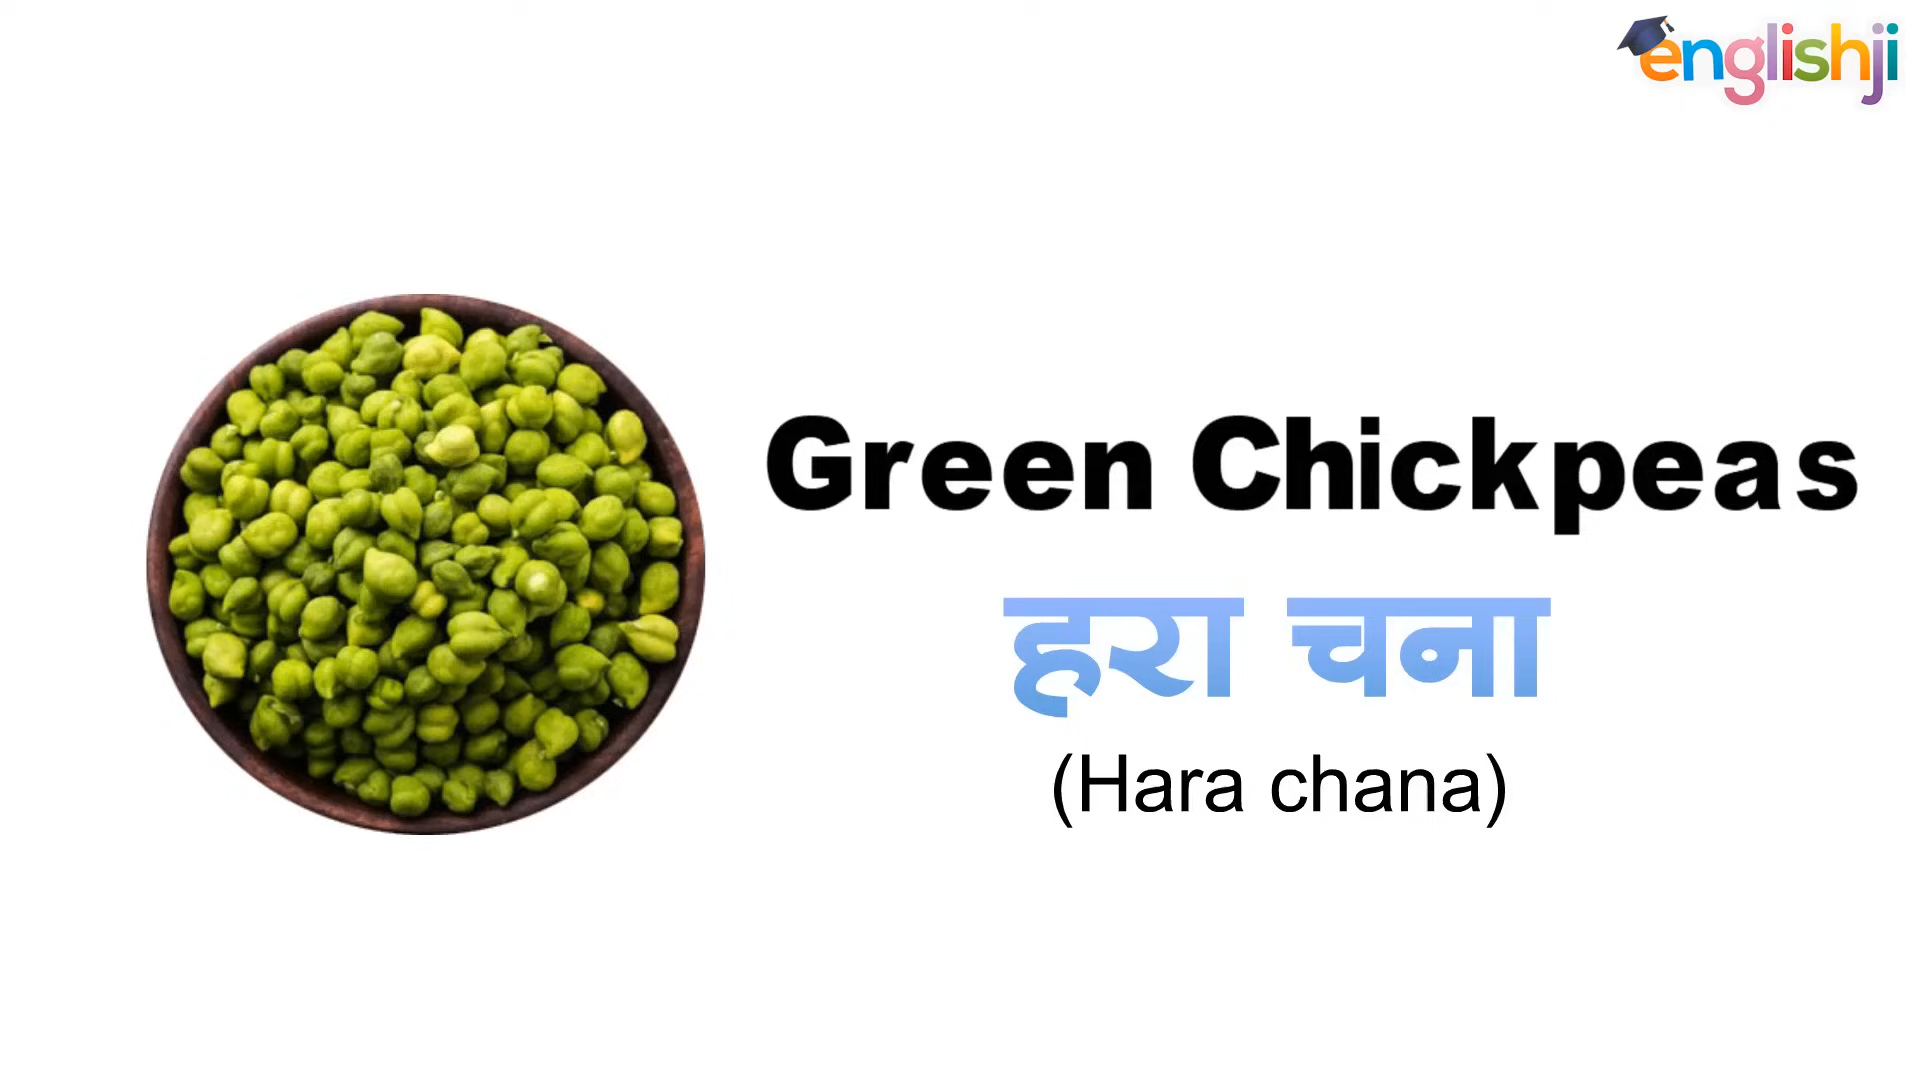 englishji
Green Chickpeas
हरा चना
(Hara chana)